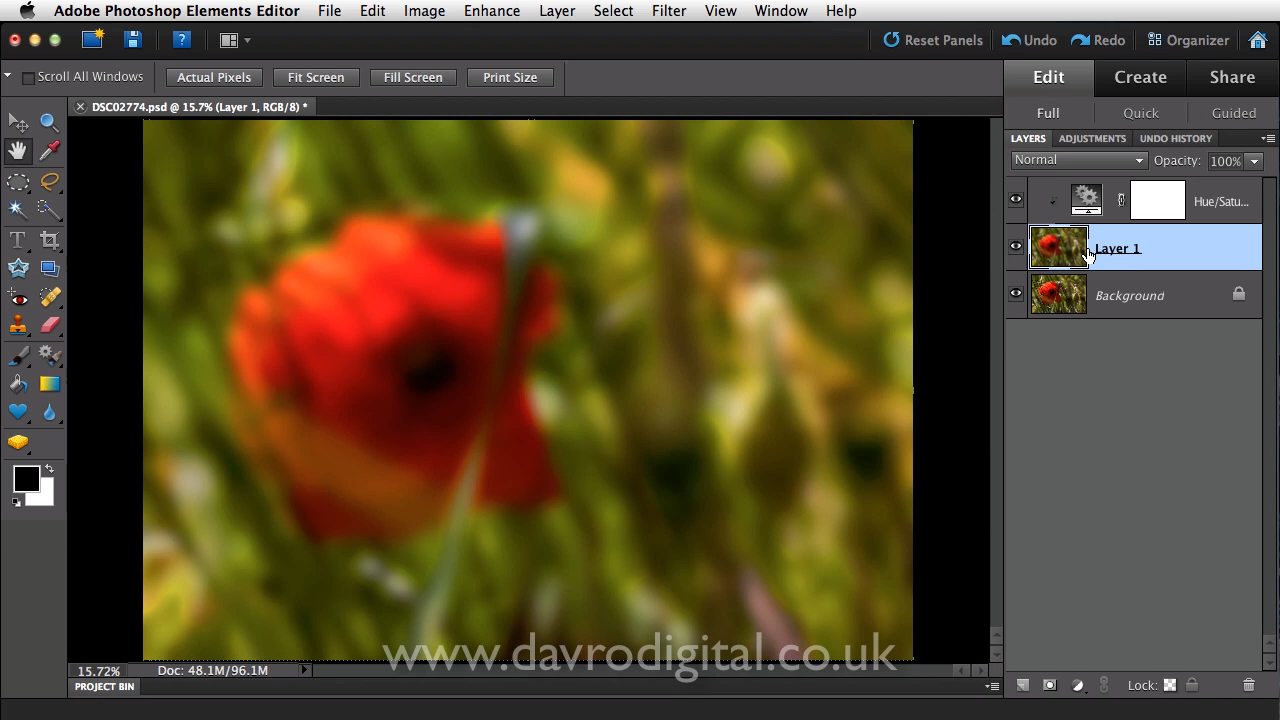 Adobe Photoshop Elements Editor File Edit Image Enhance Layer Select Filter View Window Help
? Reset Panels Undo Redo Organizer
Scroll All Windows Actual Pixels Fit Screen Fill Screen Print Size
Edit Create Share
DSC02774.psd @ 15.7% (Layer 1, RGB/8) *
Full Quick Guided
LAYERS ADJUSTMENTS UNDO HISTORY
Normal Opacity: 100%
Hue/Satu...
Layer 1
Background
T
www.davrodigital.co.uk
15.72% Doc: 48.1M/96.1M
PROJECT BIN
Lock: